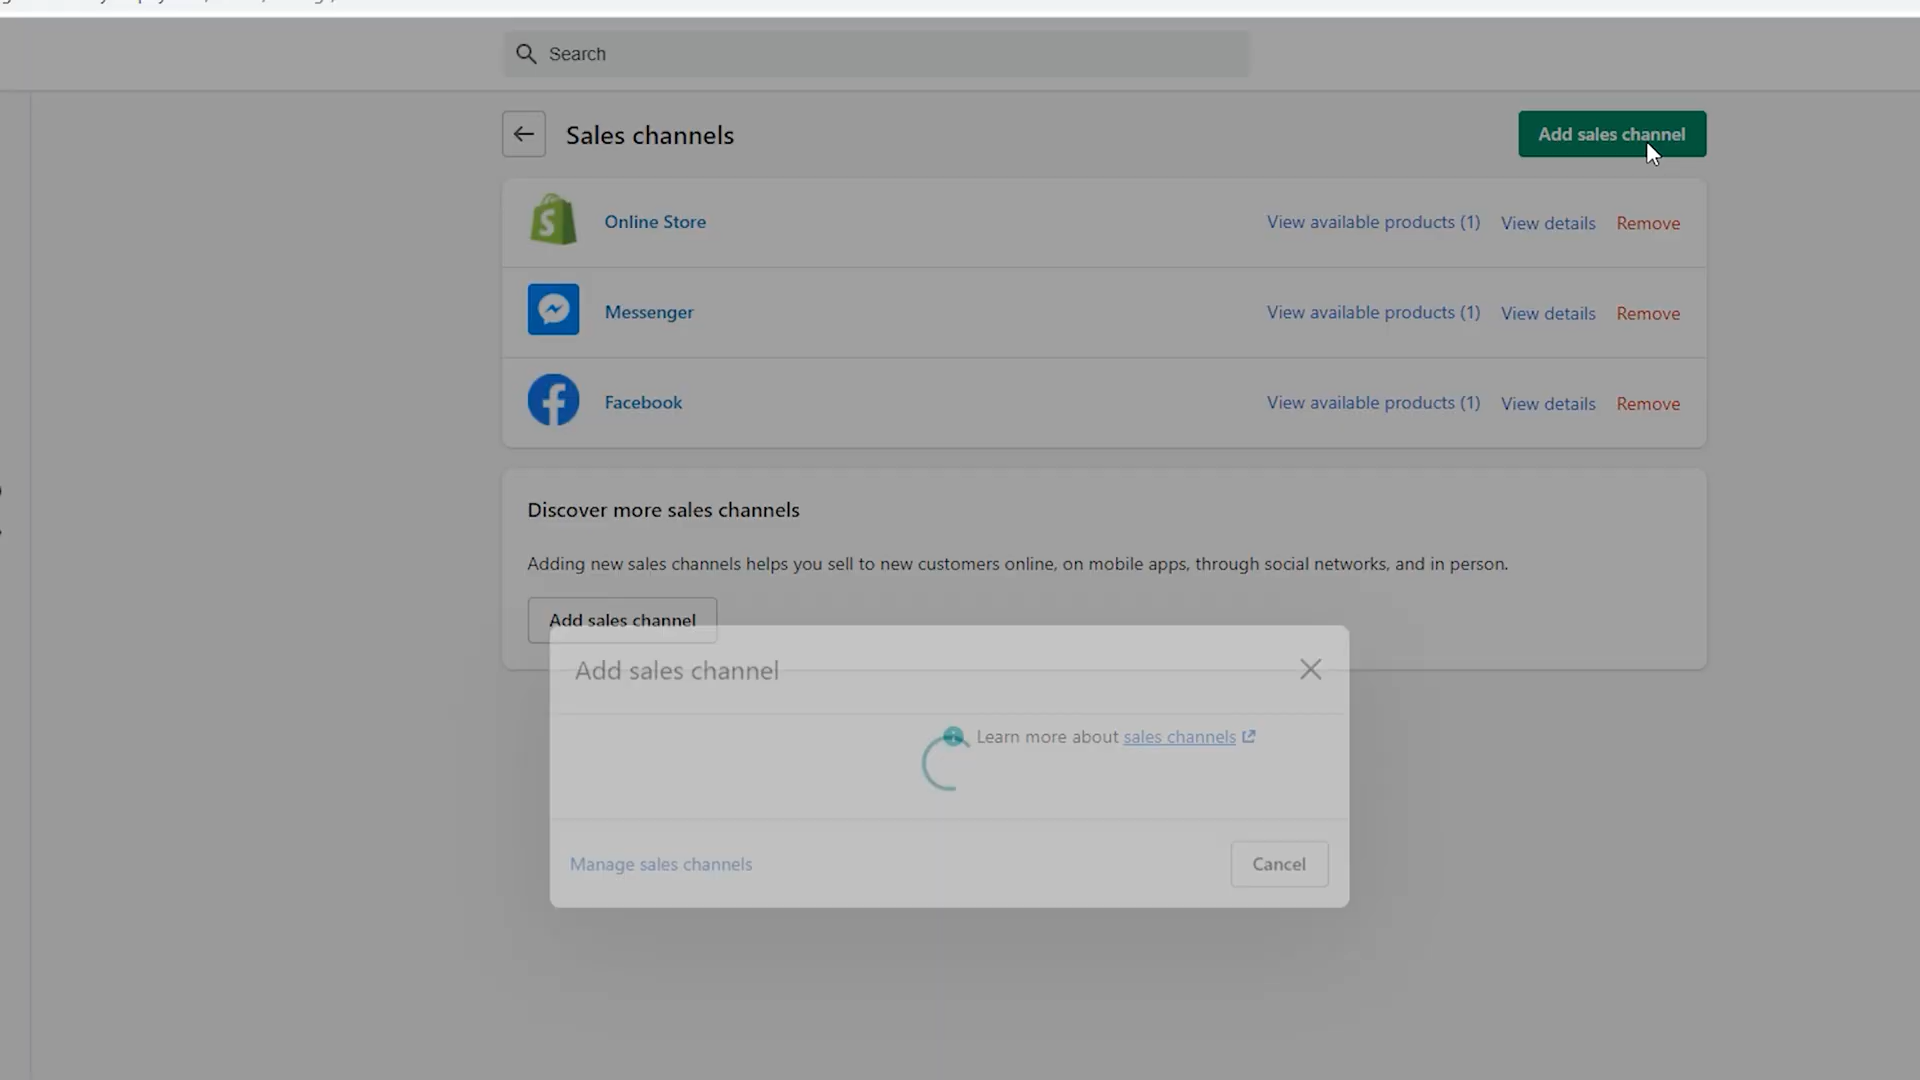 Search
Sales channels
Add sales channel
Online Store
View available products (1) View details Remove
Messenger
View available products (1) View details Remove
Facebook
View available products (1) View details Remove
Discover more sales channels
Adding new sales channels helps you sell to new customers online, on mobile apps, through social networks, and in person.
Add sales channel
Add sales channel
Learn more about sales channels
Manage sales channels
Cancel